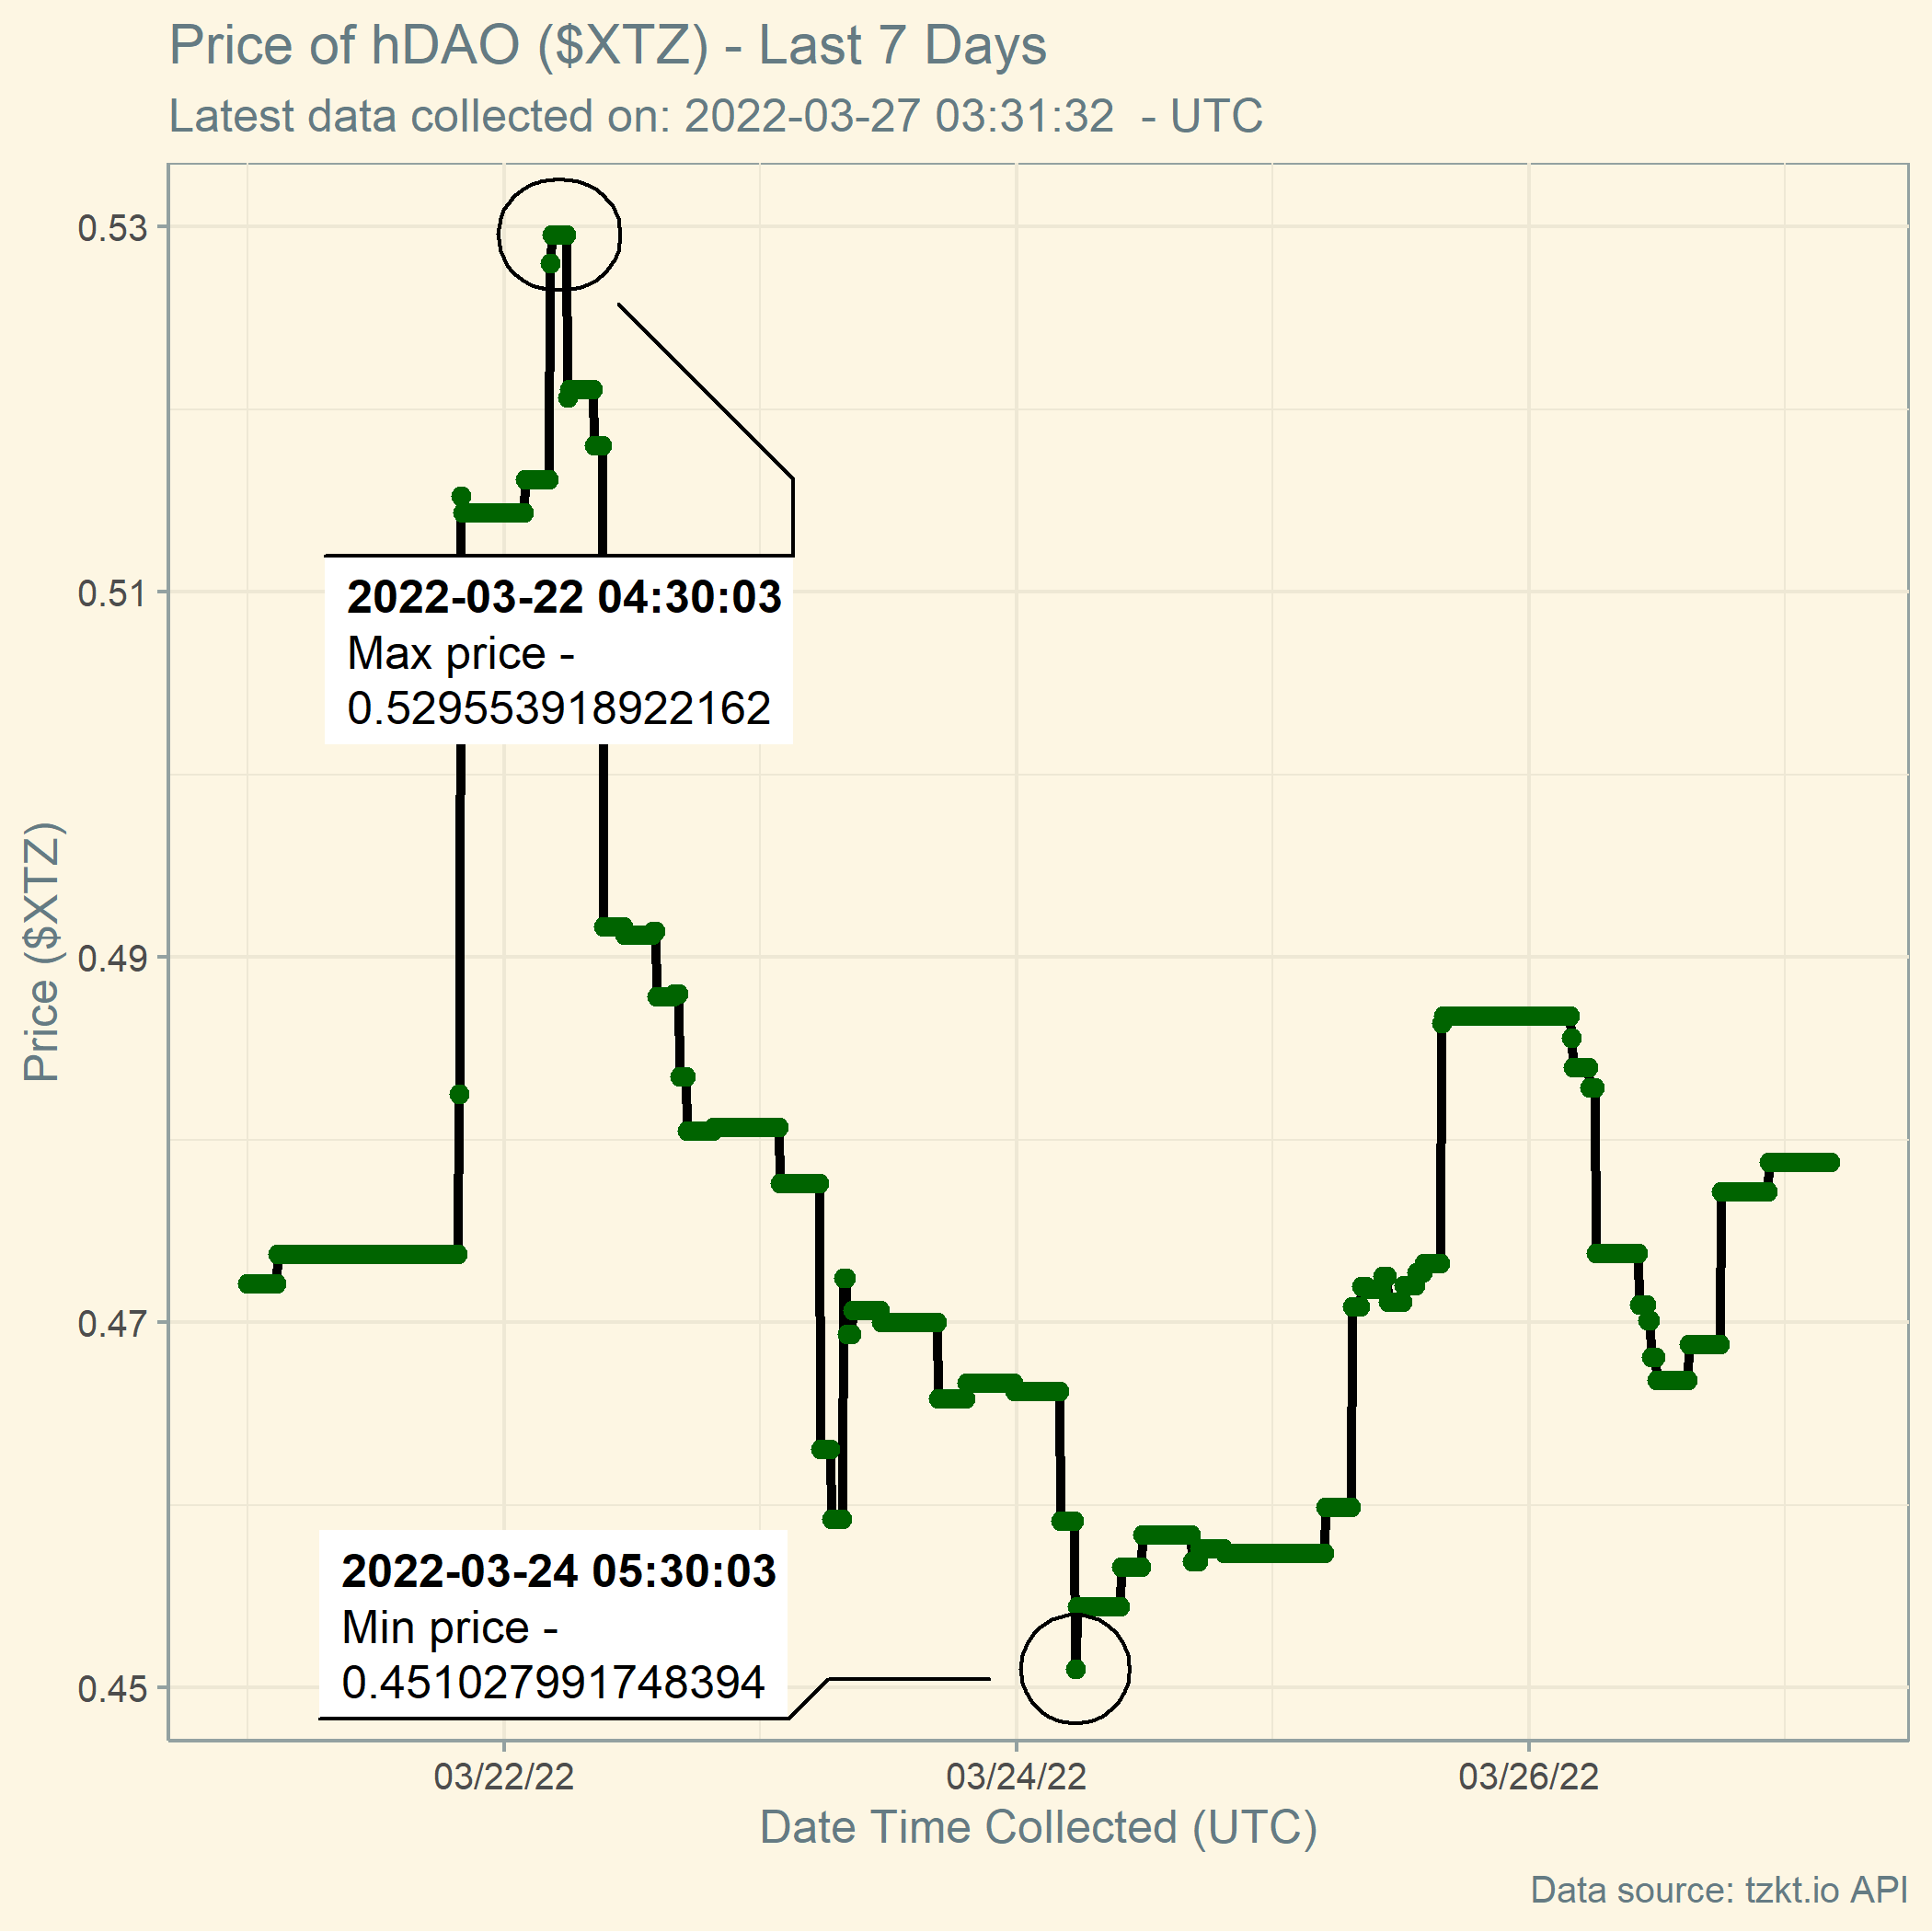 Price of hDAO ($XTZ) - Last 7 Days
Latest data collected on: 2022-03-27 03:31:32  - UTC
Price ($XTZ)
0.53
0.51
0.49
0.47
0.45
2022-03-22 04:30:03
Max price -
0.529553918922162
2022-03-24 05:30:03
Min price -
0.451027991748394
03/22/22
03/24/22
03/26/22
Date Time Collected (UTC)
Data source: tzkt.io API